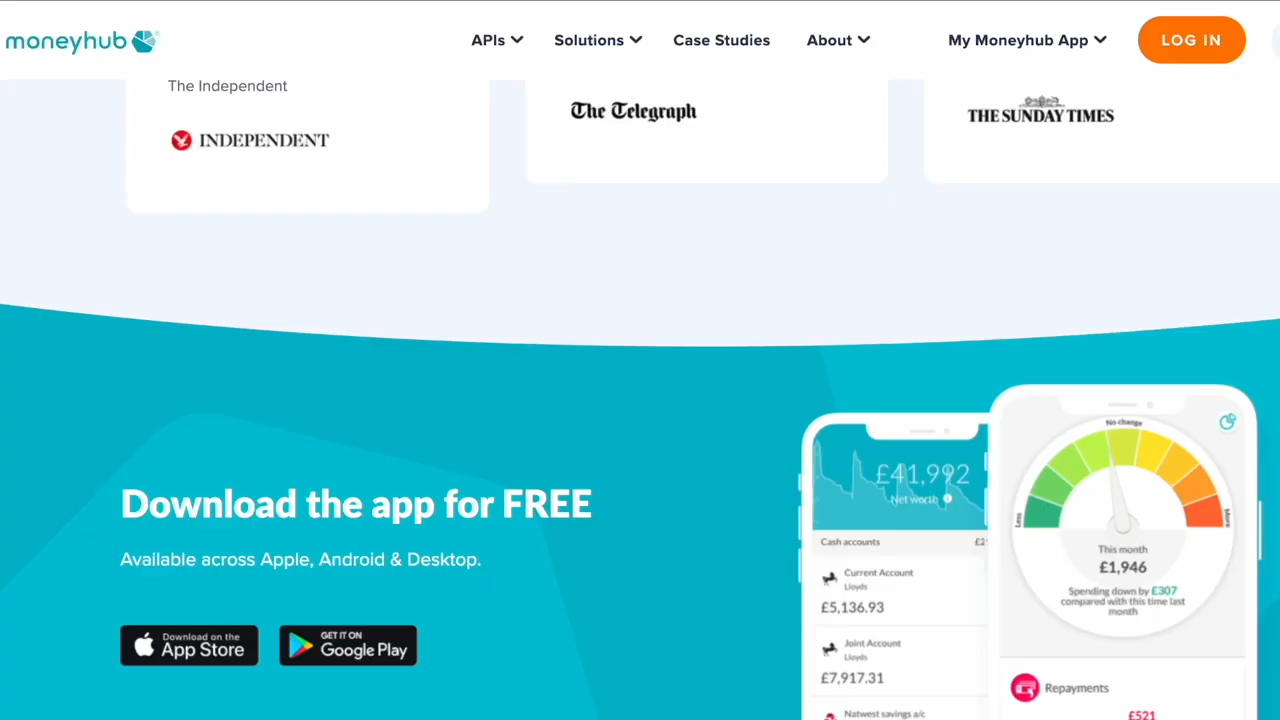 moneyhub
APIs
Solutions
Case Studies
About
My Moneyhub App
LOG IN
The Independent
INDEPENDENT
The Telegraph
THE SUNDAY TIMES
Download the app for FREE
Available across Apple, Android & Desktop.
Download on the
App Store
GET IT ON
Google Play
£41,992
Net worth
Cash accounts
Current Account
Lloyds
£5,136.93
Joint Account
Lloyds
£7,917.31
Natwest savings a/c
No change
Less
More
This month
£1,946
Spending down by £307
compared with this time last
month
Repayments
£521